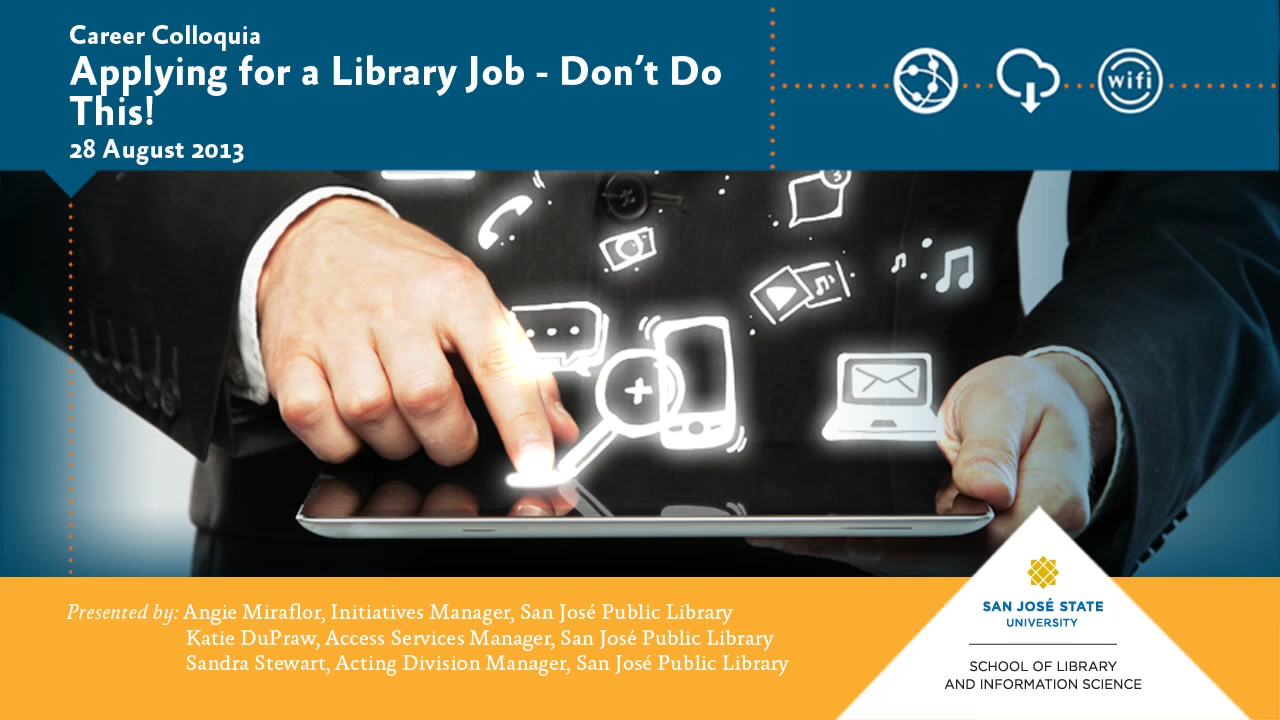 Career Colloquia
Applying for a Library Job - Don't Do
This!
28 August 2013
wifi
Presented by: Angie Miraflor, Initiatives Manager, San José Public Library
Katie DuPraw, Access Services Manager, San José Public Library
Sandra Stewart, Acting Division Manager, San José Public Library
SAN JOSÉ STATE
UNIVERSITY
SCHOOL OF LIBRARY
AND INFORMATION SCIENCE